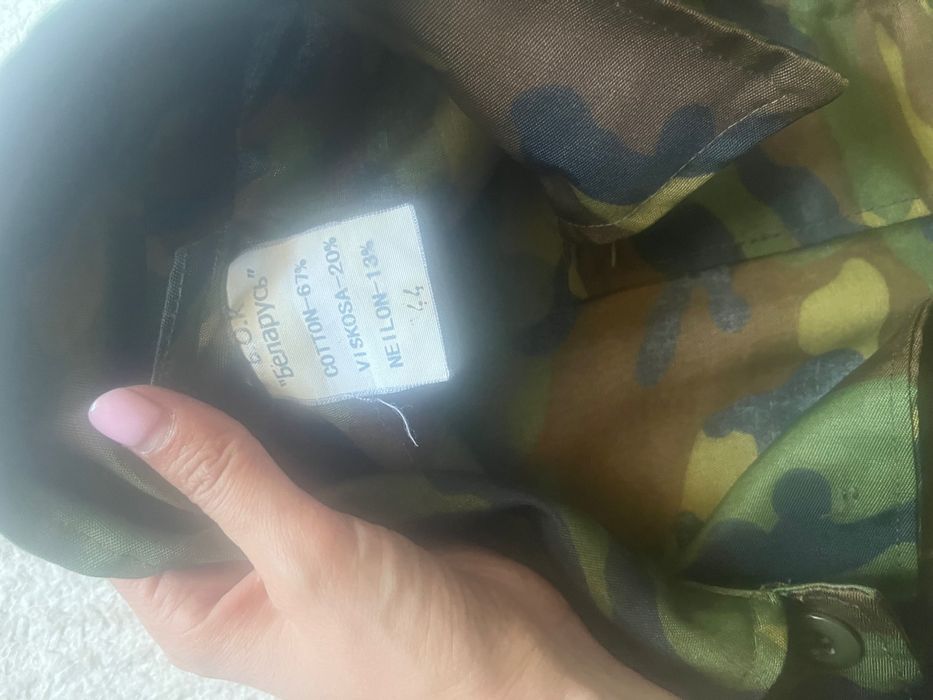 "Беларусь"
COTTON-67%
VISKOSA-20%
NEILON-13%
44